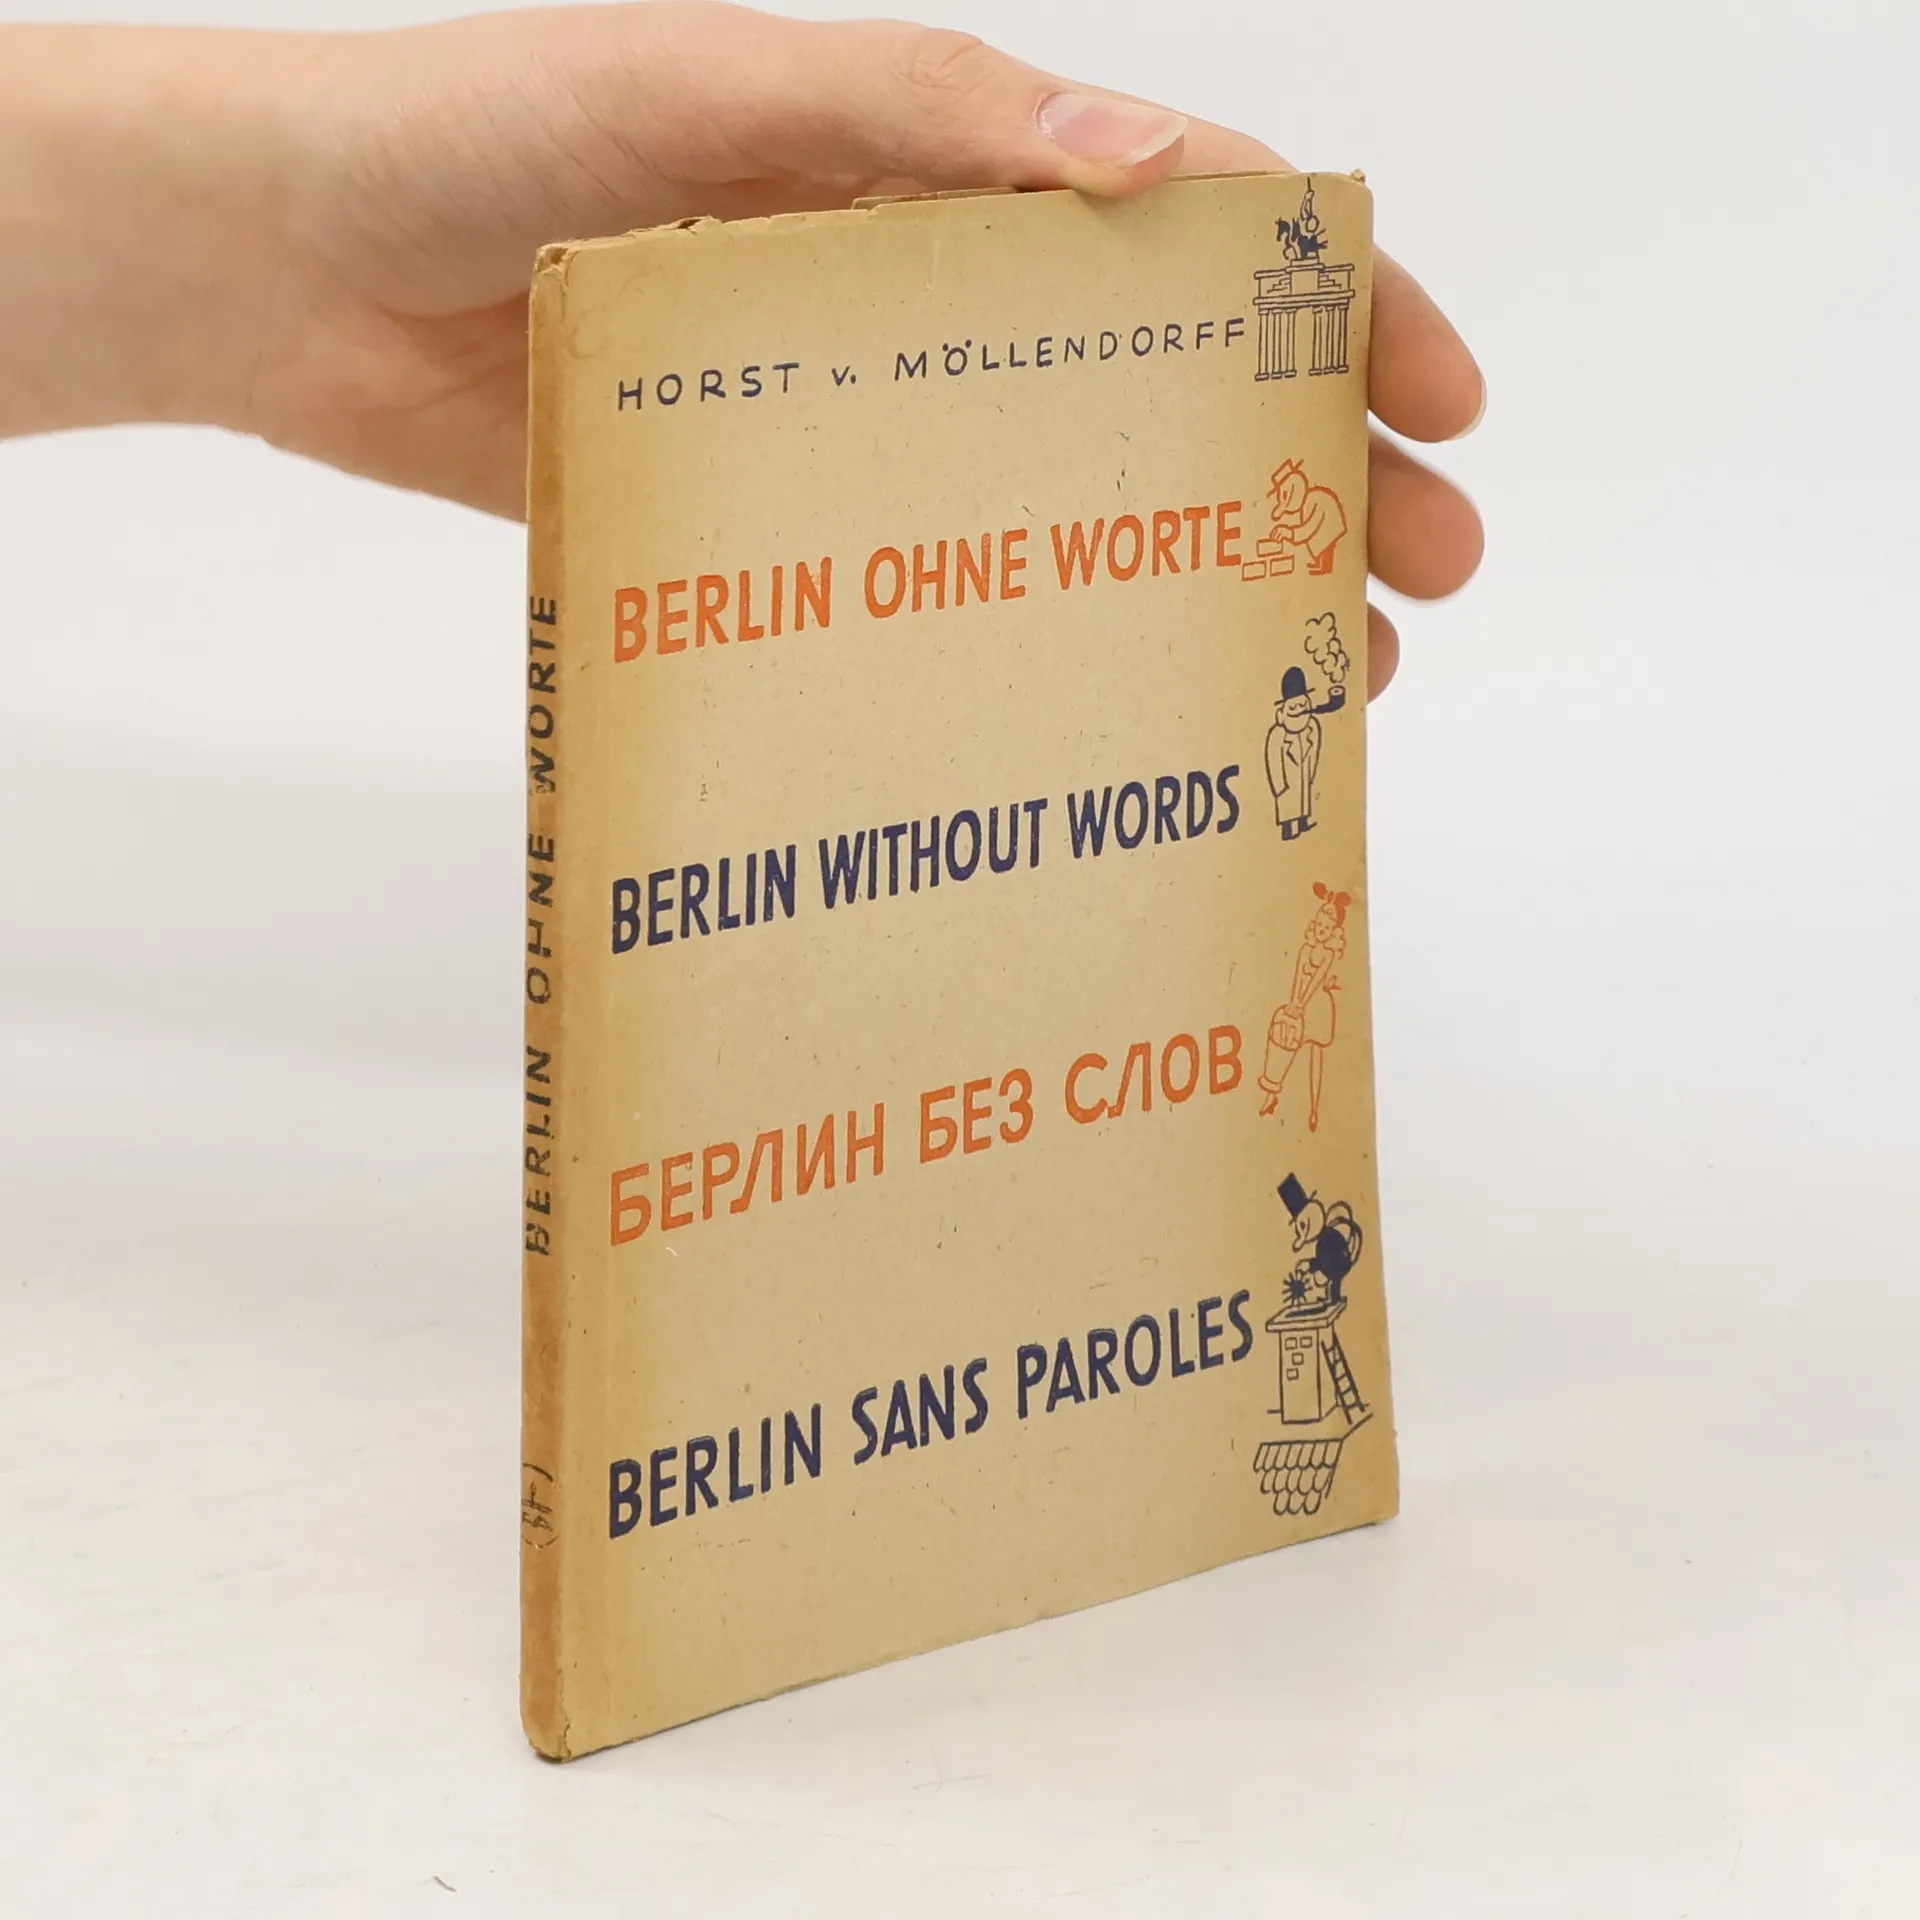 HORST v. MÖLLENDORFF
BERLIN OHNE WORTE
BERLIN WITHOUT WORDS
БЕРЛИН БЕЗ СЛОВ
BERLIN SANS PAROLES
BERLIN OHNE WORTE